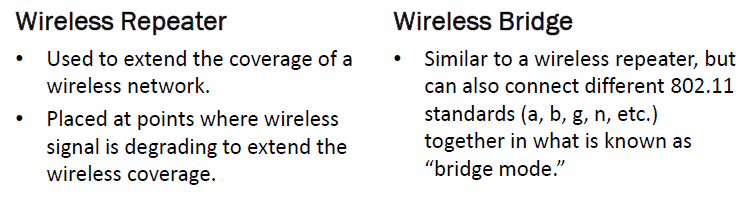 Wireless Repeater
• Used to extend the coverage of a
wireless network.
• Placed at points where wireless
signal is degrading to extend the
wireless coverage.
Wireless Bridge
• Similar to a wireless repeater, but
can also connect different 802.11
standards (a, b, g, n, etc.)
together in what is known as
“bridge mode.”